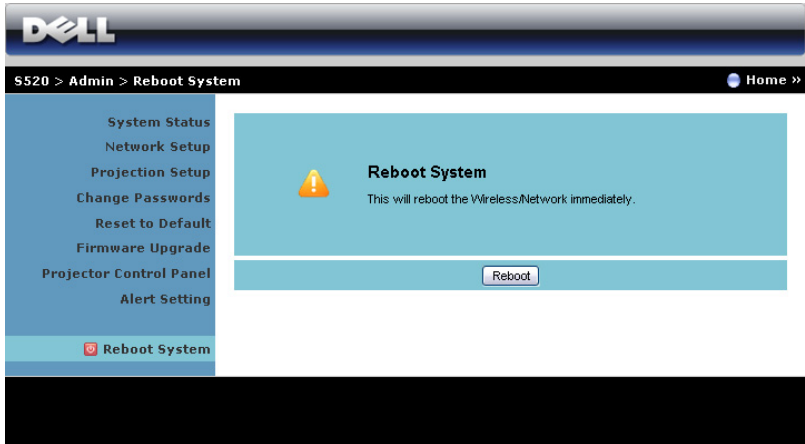 DELL
S520 > Admin > Reboot System
Home »
System Status
Network Setup
Projection Setup
Change Passwords
Reset to Default
Firmware Upgrade
Projector Control Panel
Alert Setting
Reboot System
Reboot System
This will reboot the Wireless/Network immediately.
Reboot